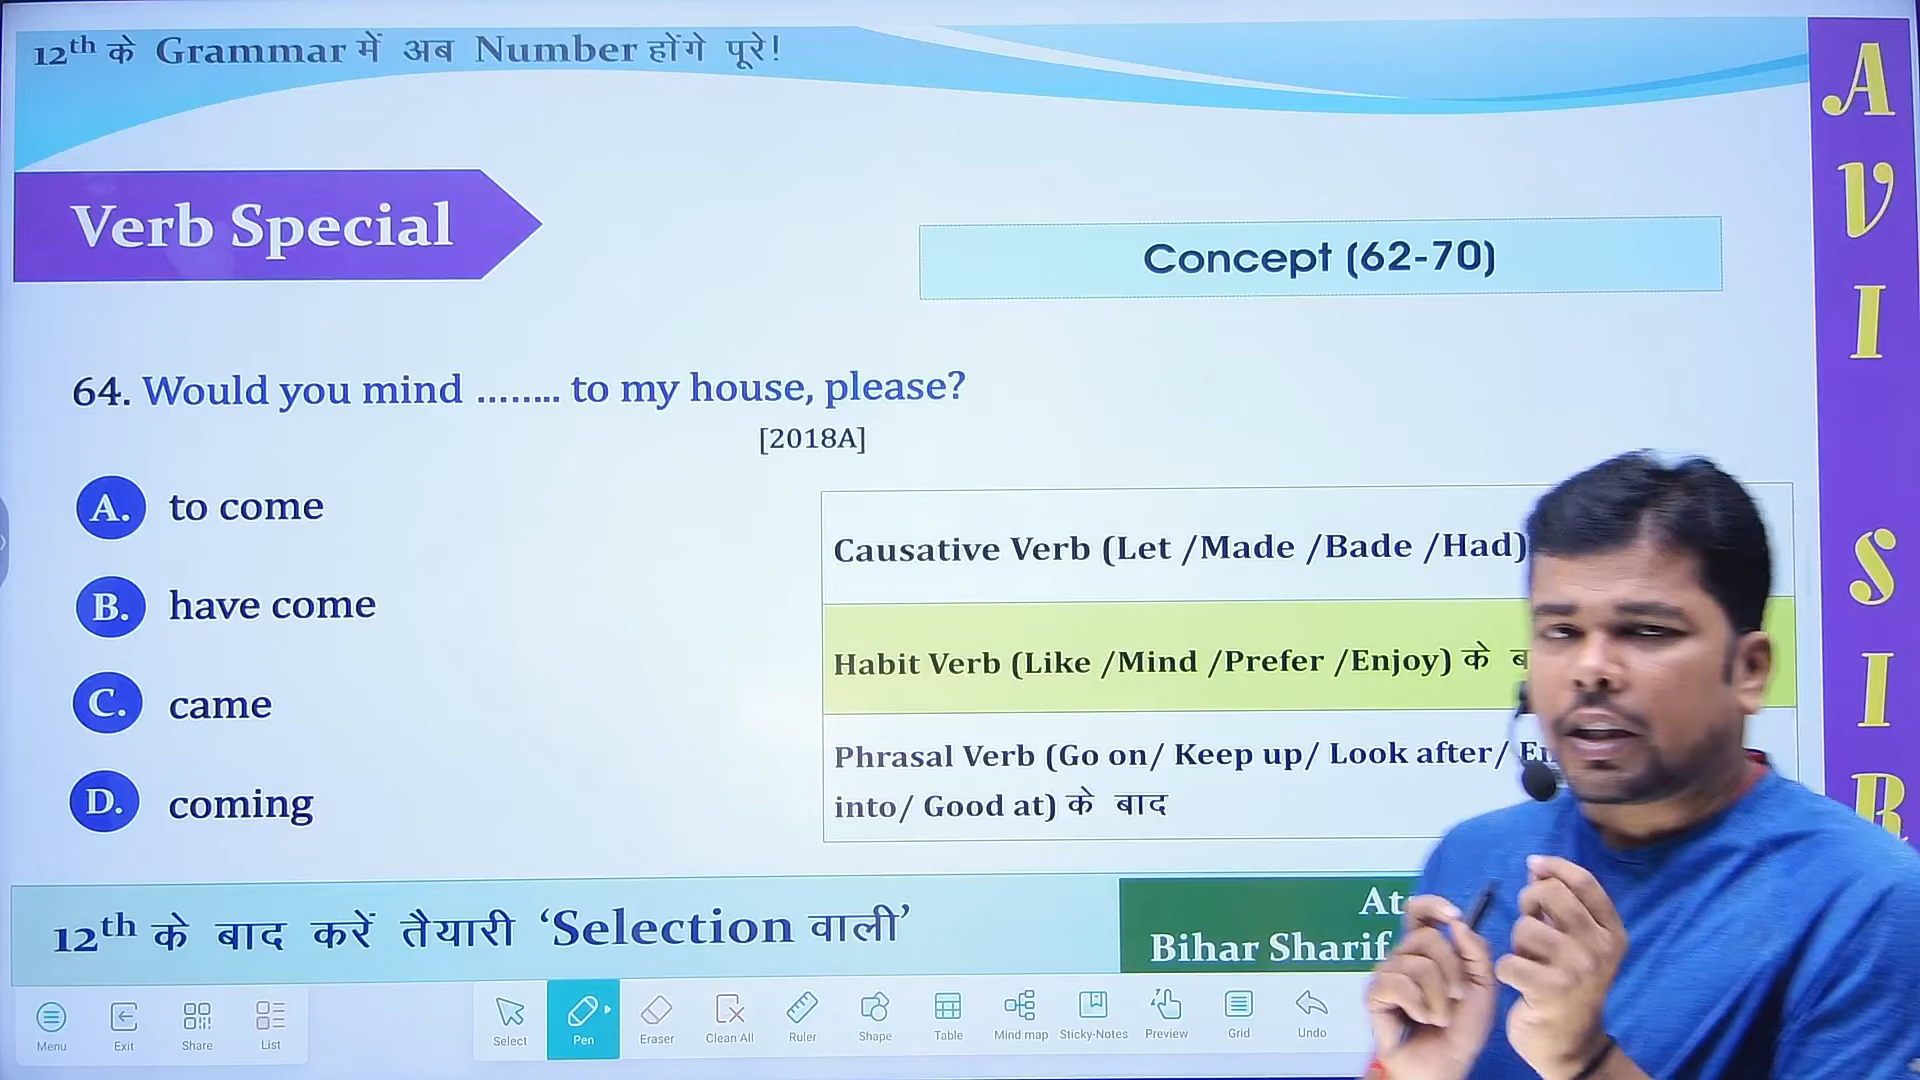 12th के Grammar में अब Number होंगे पूरे!
Verb Special
Concept (62-70)
64. Would you mind ........ to my house, please?
[2018A]
A. to come
B. have come
C. came
D. coming
Causative Verb (Let /Made /Bade /Had)
Habit Verb (Like /Mind /Prefer /Enjoy) के
Phrasal Verb (Go on/ Keep up/ Look after/
into/ Good at) के बाद
12th के बाद करें तैयारी ‘Selection वाली’
Bihar Sharif
AVI SIR
Menu Exit Share List Select Pen Eraser Clean All Ruler Shape Table Mind map Sticky-Notes Preview Grid Undo